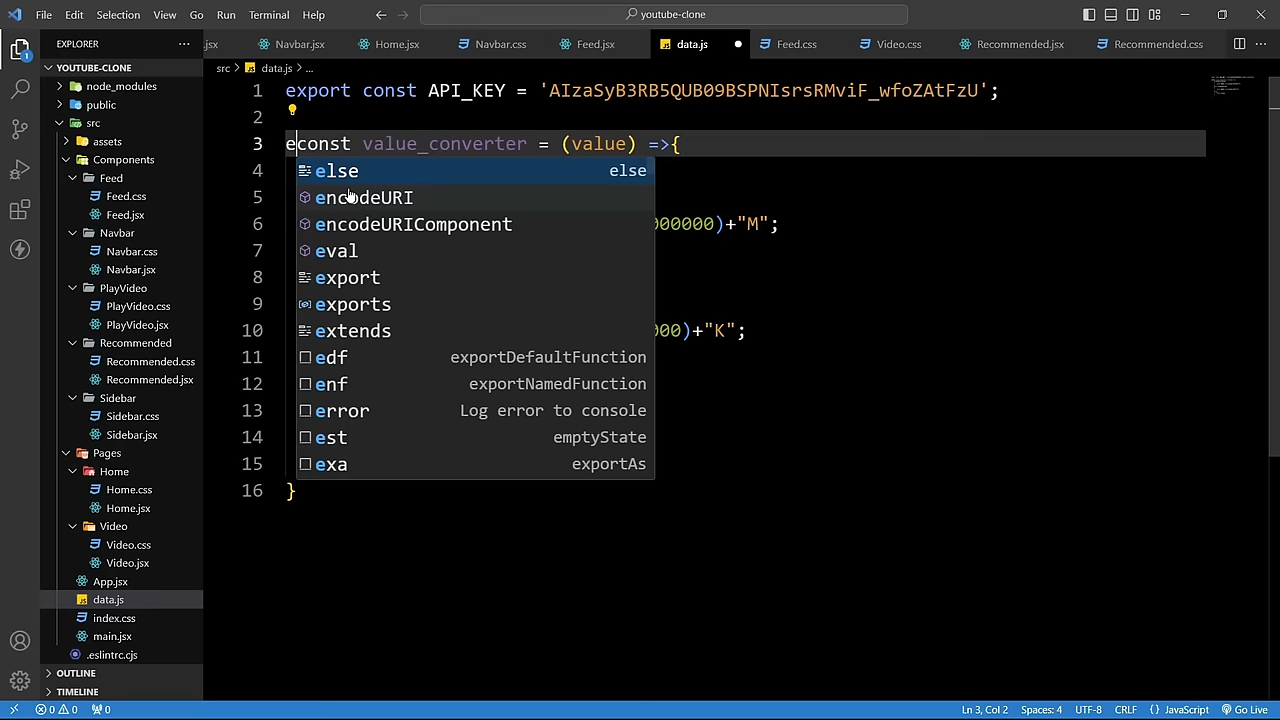 File Edit Selection View Go Run Terminal Help
youtube-clone
EXPLORER
.jsx Navbar.jsx Home.jsx Navbar.css Feed.jsx data.js Feed.css Video.css Recommended.jsx Recommended.css
YOUTUBE-CLONE
src > data.js > ...
node_modules
public
src
assets
Components
Feed
Feed.css
Feed.jsx
Navbar
Navbar.css
Navbar.jsx
PlayVideo
PlayVideo.css
PlayVideo.jsx
Recommended
Recommended.css
Recommended.jsx
Sidebar
Sidebar.css
Sidebar.jsx
Pages
Home
Home.css
Home.jsx
Video
Video.css
Video.jsx
App.jsx
data.js
index.css
main.jsx
.eslintrc.cjs
OUTLINE
TIMELINE
1 export const API_KEY = 'AIzaSyB3RB5QUB09BSPNIsrsRMviF_wfoZAtFzU';
2
3 econst value_converter = (value) =>{
4
5
6 000000)+"M";
7
8
9
10 00)+"K";
11
12
13
14
15
16 }
else else
encodeURI
encodeURIComponent
eval
export
exports
extends
edf exportDefaultFunction
enf exportNamedFunction
error Log error to console
est emptyState
exa exportAs
0 0 0
Ln 3, Col 2 Spaces: 4 UTF-8 CRLF {} JavaScript Go Live